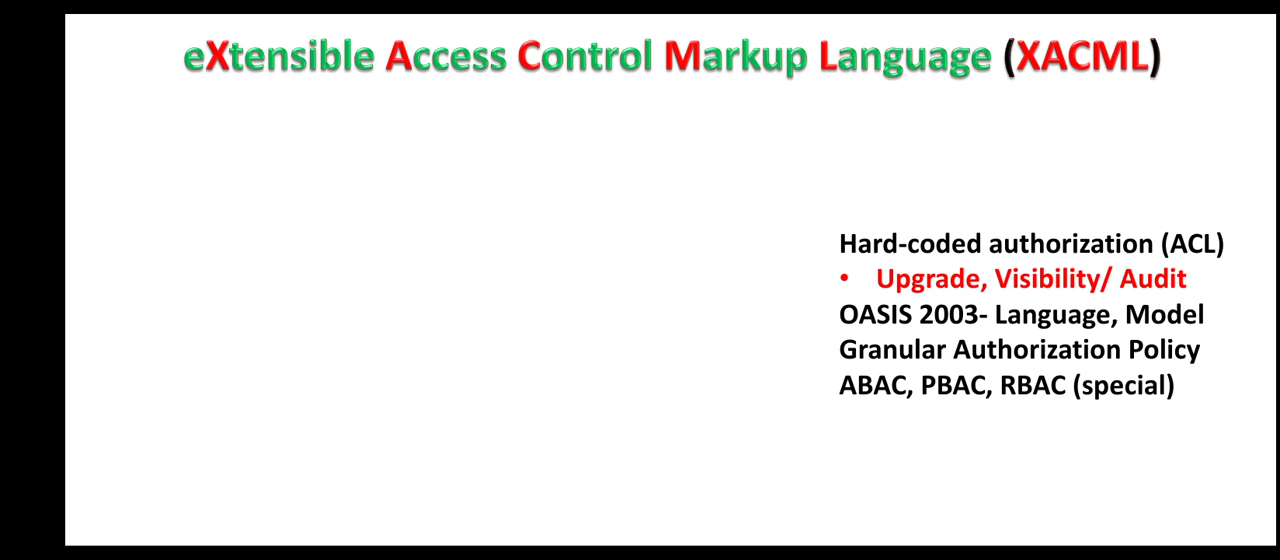 eXtensible Access Control Markup Language (XACML)
Hard-coded authorization (ACL)
• Upgrade, Visibility/ Audit
OASIS 2003- Language, Model
Granular Authorization Policy
ABAC, PBAC, RBAC (special)